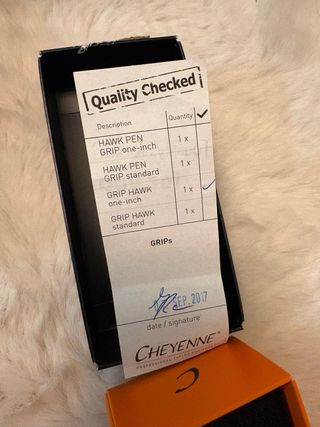 Quality Checked
Description Quantity ✓
HAWK PEN 1 x
GRIP one-inch
HAWK PEN 1 x
GRIP standard
GRIP HAWK 1 x
one-inch
GRIP HAWK 1 x
standard
GRIPs
SEP. 2017
date / signature
CHEYENNE®
PROFESSIONAL TATTOO EQUIPMENT